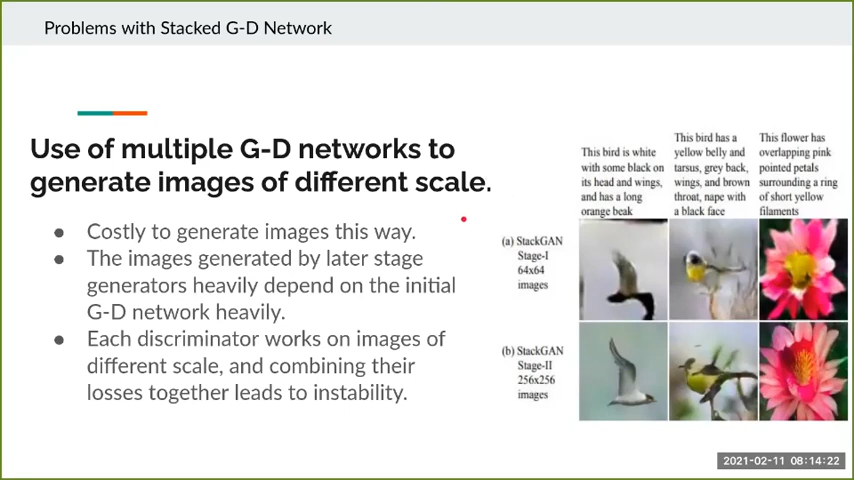 Problems with Stacked G-D Network
Use of multiple G-D networks to
generate images of different scale.
● Costly to generate images this way.
● The images generated by later stage
generators heavily depend on the initial
G-D network heavily.
● Each discriminator works on images of
different scale, and combining their
losses together leads to instability.
This bird is white
with some black on
its head and wings,
and has a long
orange beak
This bird has a
yellow belly and
tarsus, grey back,
wings, and brown
throat, nape with
a black face
This flower has
overlapping pink
pointed petals
surrounding a ring
of short yellow
filaments
(a) StackGAN
Stage-I
64x64
images
(b) StackGAN
Stage-II
256x256
images
2021-02-11 08:14:22